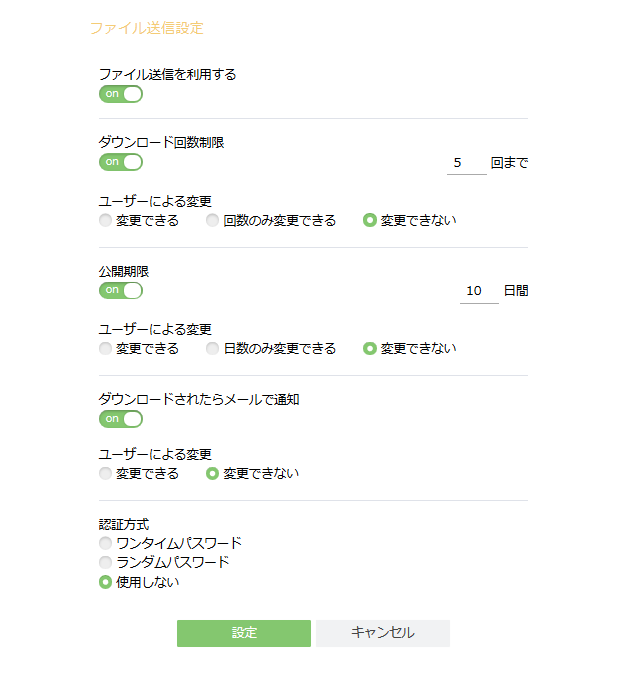 ファイル送信設定
ファイル送信を利用する
on
ダウンロード回数制限
on 5 回まで
ユーザーによる変更
変更できる 回数のみ変更できる 変更できない
公開期限
on 10 日間
ユーザーによる変更
変更できる 日数のみ変更できる 変更できない
ダウンロードされたらメールで通知
on
ユーザーによる変更
変更できる 変更できない
認証方式
ワンタイムパスワード
ランダムパスワード
使用しない
設定 キャンセル